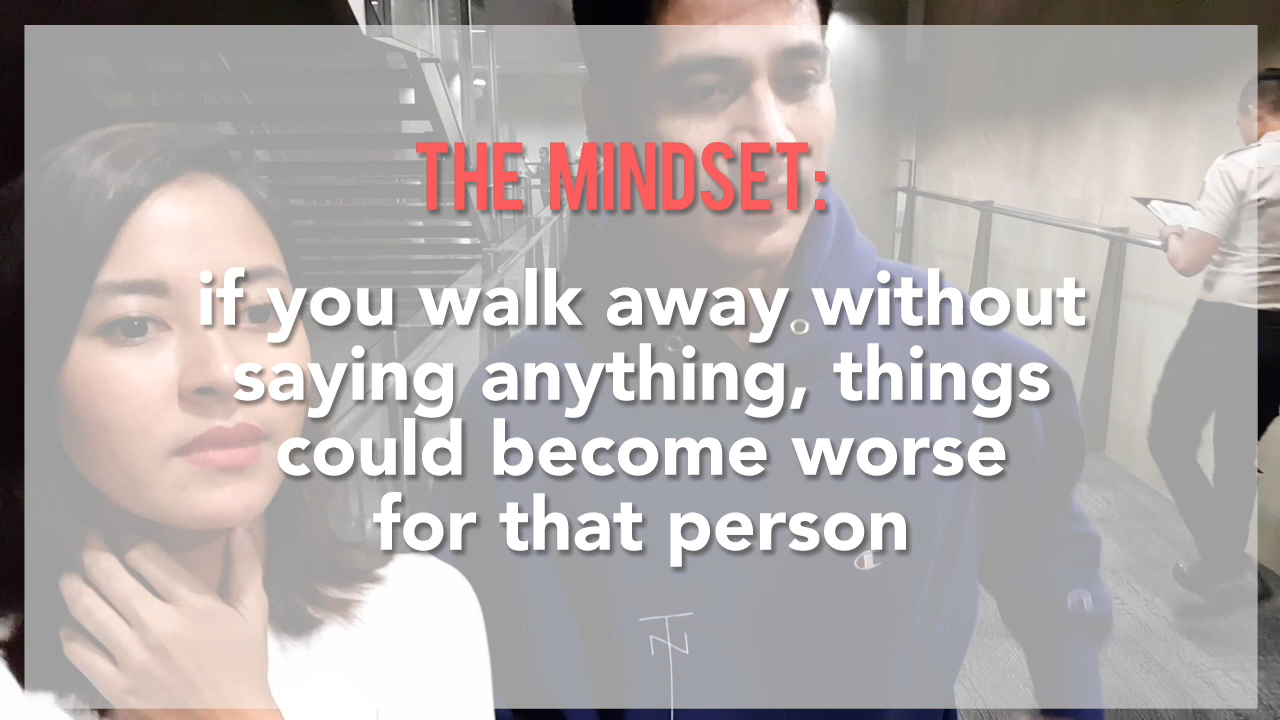 THE MINDSET:
if you walk away without
saying anything, things
could become worse
for that person